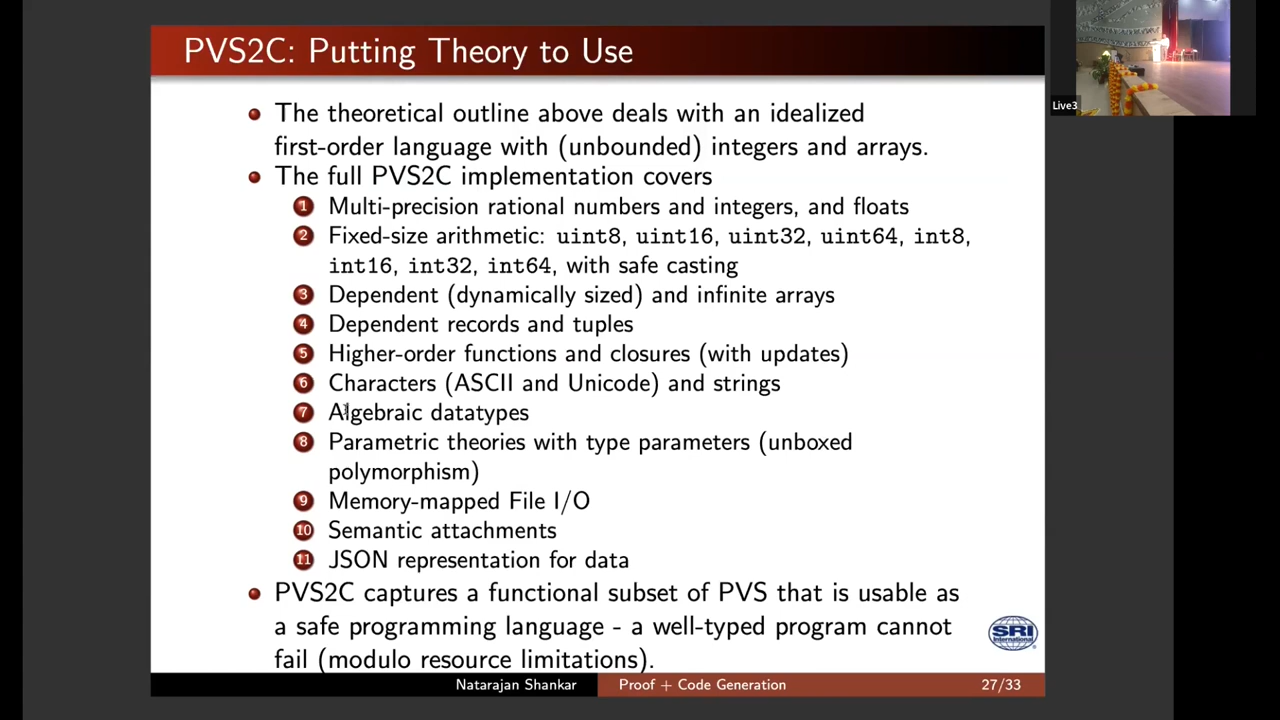 PVS2C: Putting Theory to Use
Live3
The theoretical outline above deals with an idealized
first-order language with (unbounded) integers and arrays.
The full PVS2C implementation covers
1 Multi-precision rational numbers and integers, and floats
2 Fixed-size arithmetic: uint8, uint16, uint32, uint64, int8,
int16, int32, int64, with safe casting
3 Dependent (dynamically sized) and infinite arrays
4 Dependent records and tuples
5 Higher-order functions and closures (with updates)
6 Characters (ASCII and Unicode) and strings
7 Algebraic datatypes
8 Parametric theories with type parameters (unboxed
polymorphism)
9 Memory-mapped File I/O
10 Semantic attachments
11 JSON representation for data
PVS2C captures a functional subset of PVS that is usable as
a safe programming language - a well-typed program cannot
fail (modulo resource limitations).
SRI
International
Natarajan Shankar Proof + Code Generation 27/33